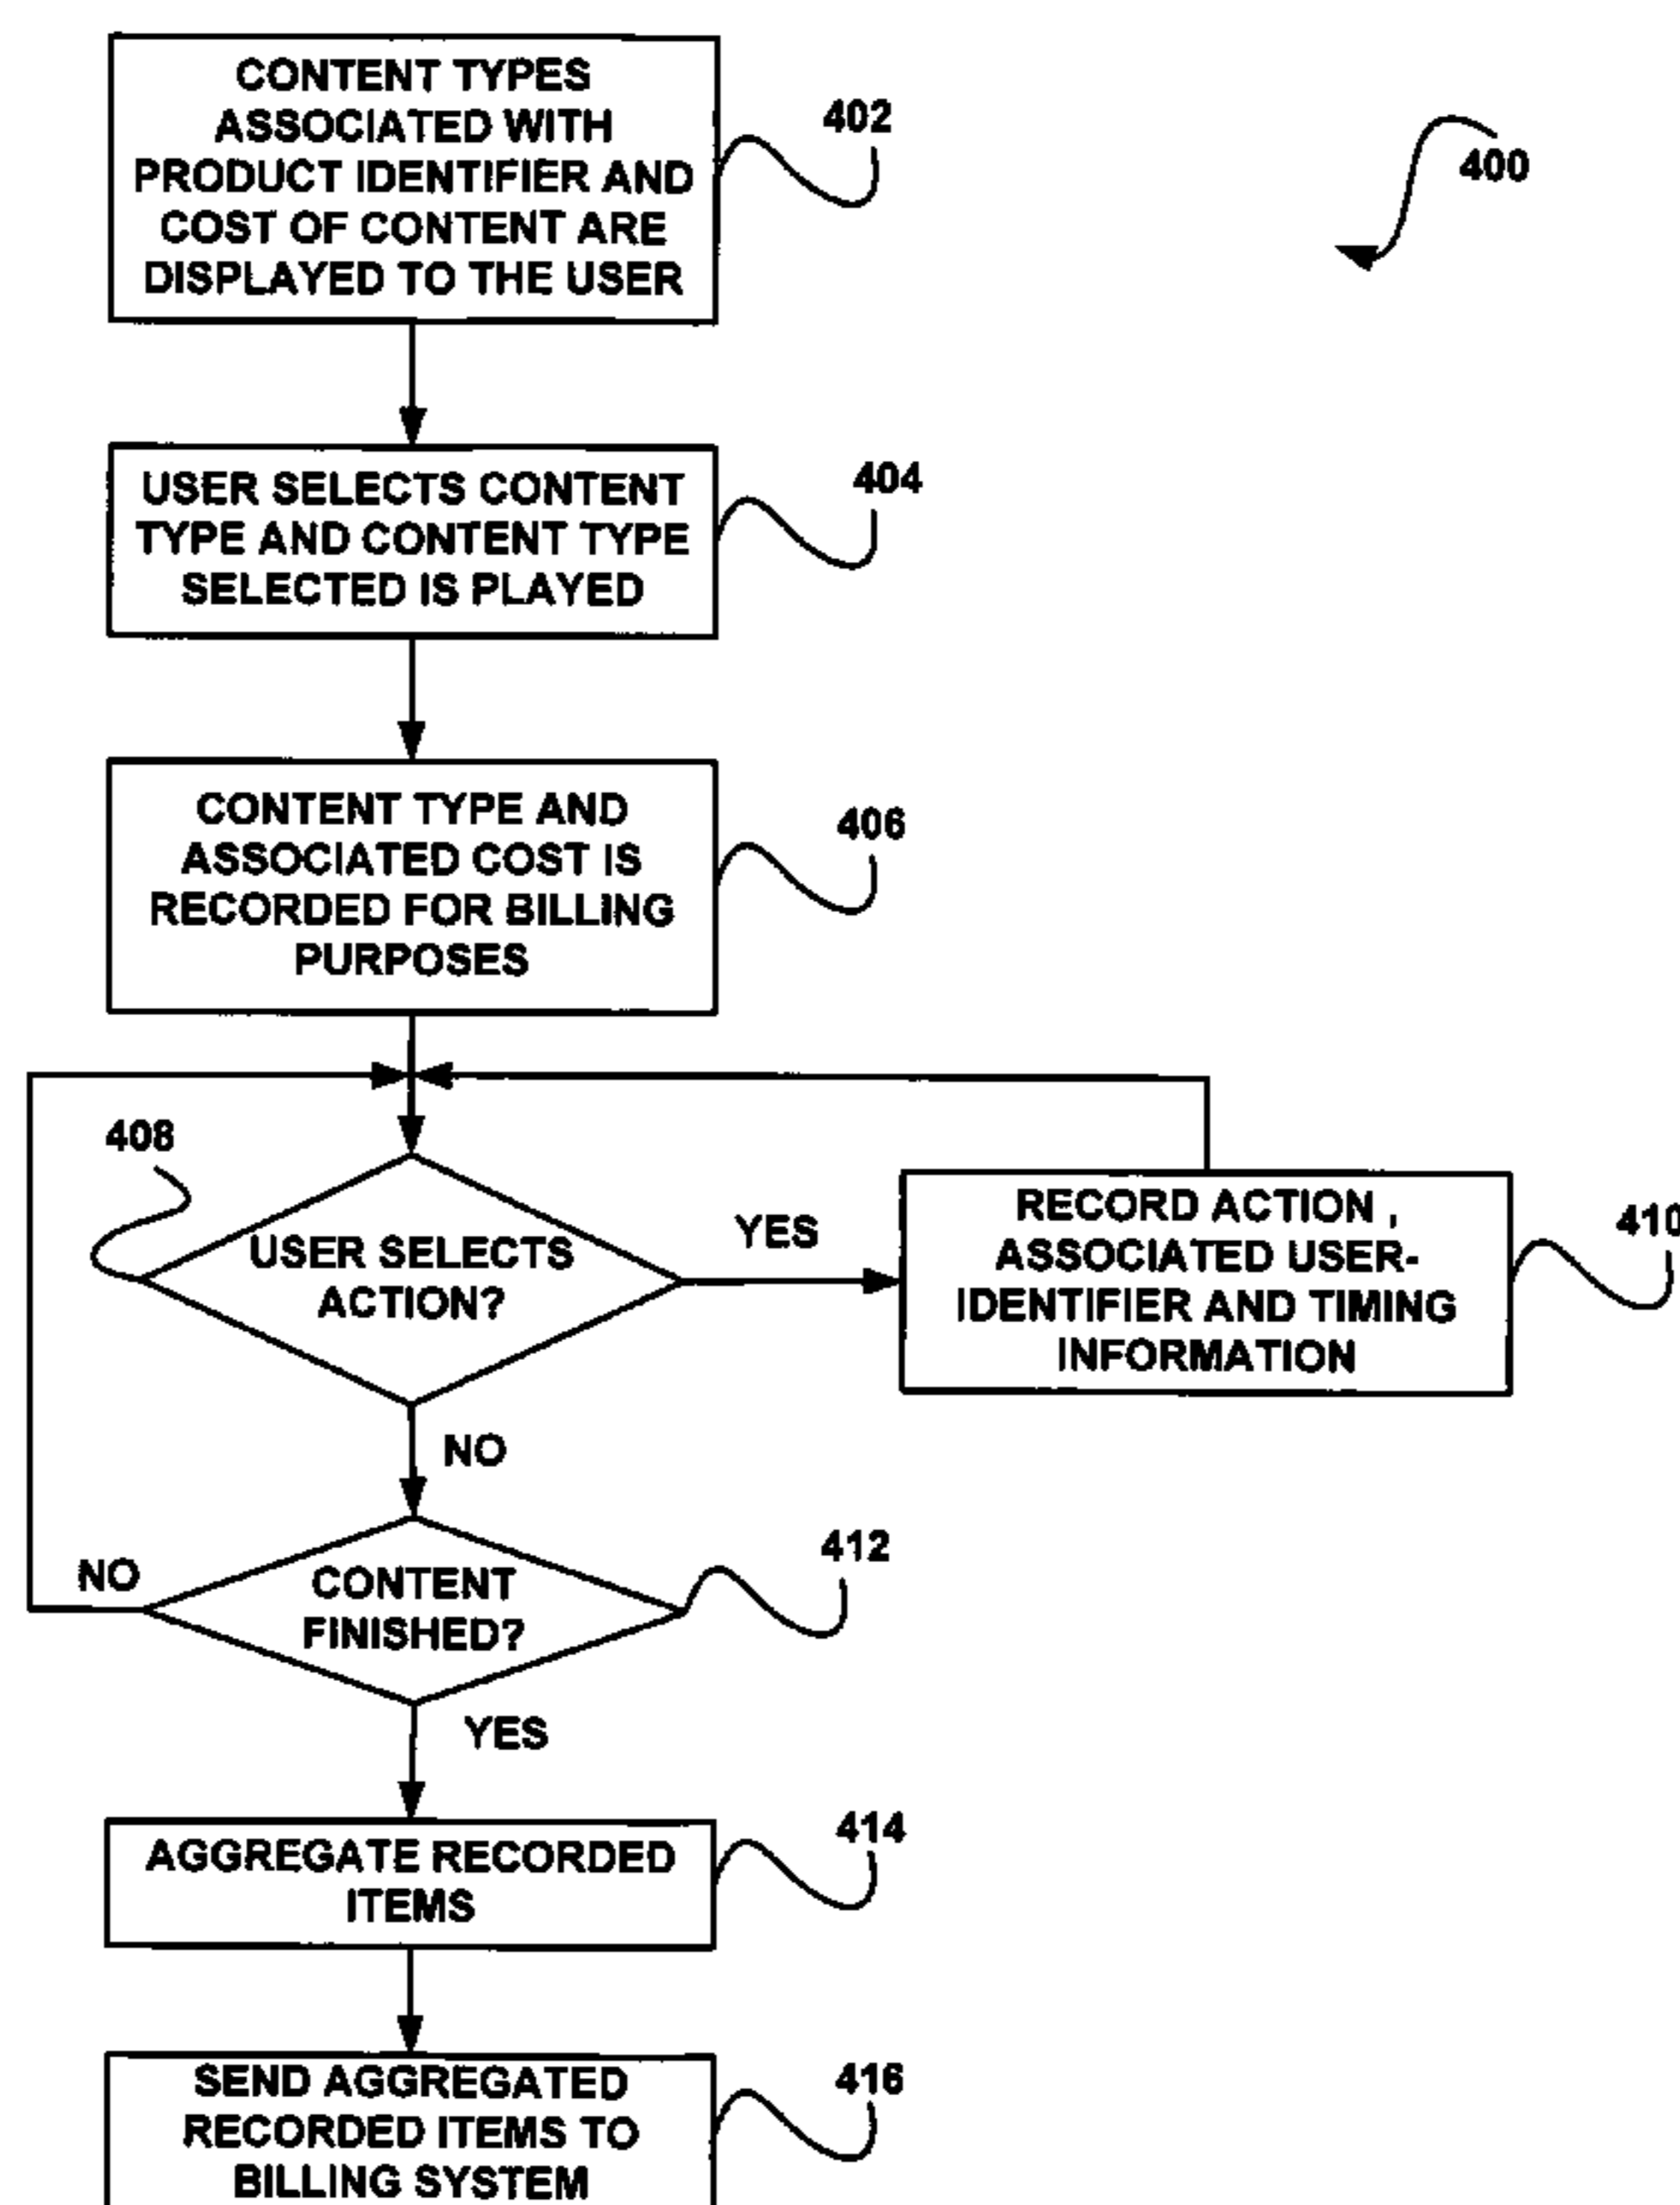 CONTENT TYPES
ASSOCIATED WITH
PRODUCT IDENTIFIER AND
COST OF CONTENT ARE
DISPLAYED TO THE USER
402
400
USER SELECTS CONTENT
TYPE AND CONTENT TYPE
SELECTED IS PLAYED
404
CONTENT TYPE AND
ASSOCIATED COST IS
RECORDED FOR BILLING
PURPOSES
406
408
USER SELECTS
ACTION?
YES
RECORD ACTION ,
ASSOCIATED USER-
IDENTIFIER AND TIMING
INFORMATION
410
NO
CONTENT
FINISHED?
412
NO
YES
AGGREGATE RECORDED
ITEMS
414
SEND AGGREGATED
RECORDED ITEMS TO
BILLING SYSTEM
416